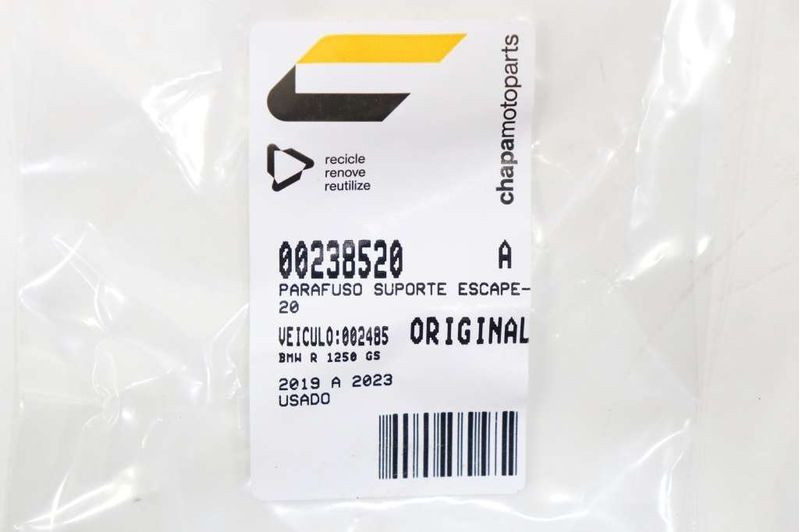 chapamotoparts
recicle
renove
reutilize
00238520 A
PARAFUSO SUPORTE ESCAPE-
20
VEICULO:002485 ORIGINAL
BMW R 1250 GS
2019 A 2023
USADO